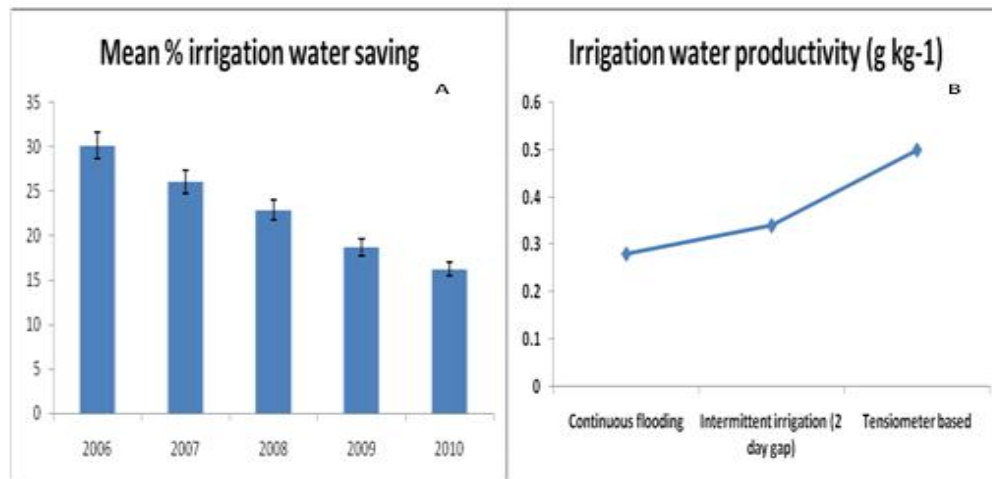 Mean % irrigation water saving
A
35
30
25
20
15
10
5
0
2006 2007 2008 2009 2010
Irrigation water productivity (g kg-1)
B
0.6
0.5
0.4
0.3
0.2
0.1
0
Continuous flooding Intermittent irrigation (2 Tensiometer based
day gap)